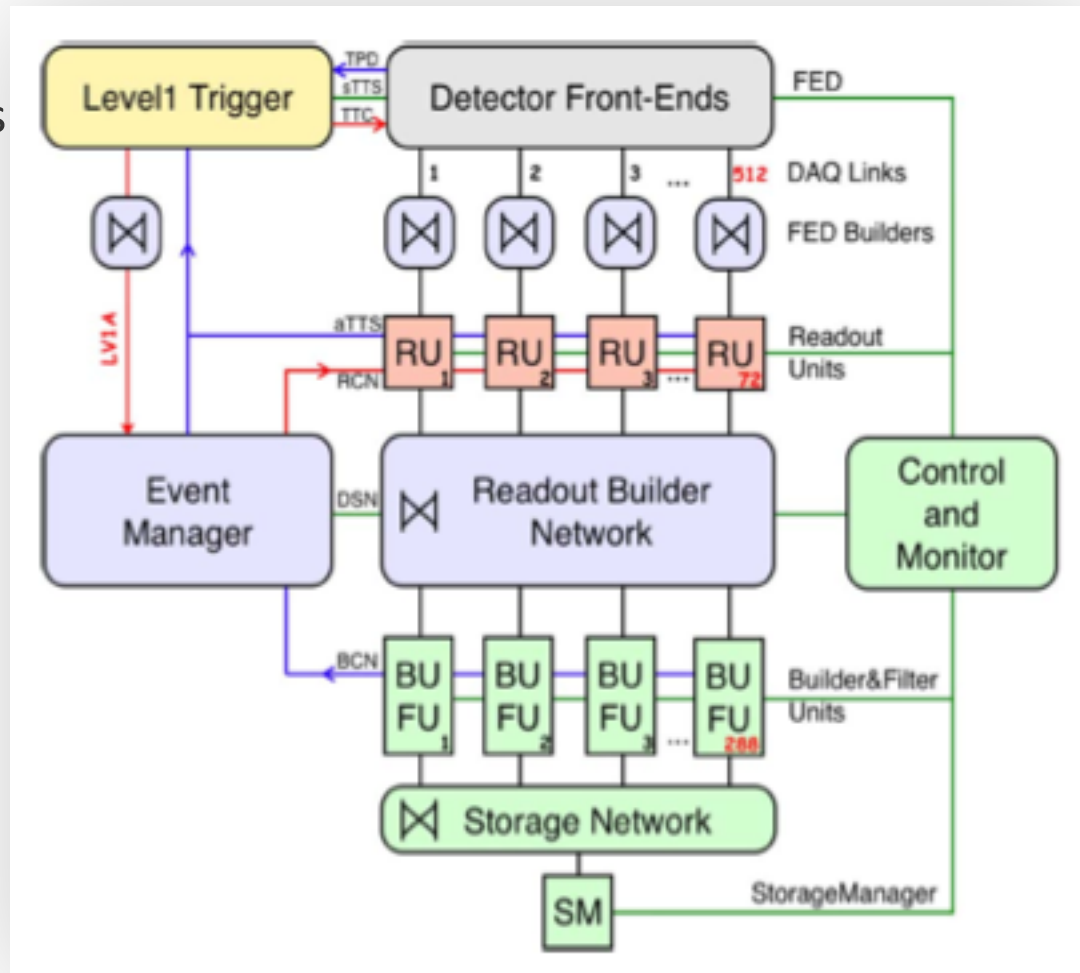 s
TPD
Level1 Trigger
sTTS
Detector Front-Ends
FED
TTC
1
2
3
...
512
DAQ Links
FED Builders
LV1A
aTTS
RU
1
RU
2
RU
3
...
RU
72
Readout
Units
RCN
Event
Manager
DSN
Readout Builder
Network
Control
and
Monitor
BCN
BU
FU
1
BU
FU
2
BU
FU
3
...
BU
FU
288
Builder&Filter
Units
Storage Network
SM
StorageManager